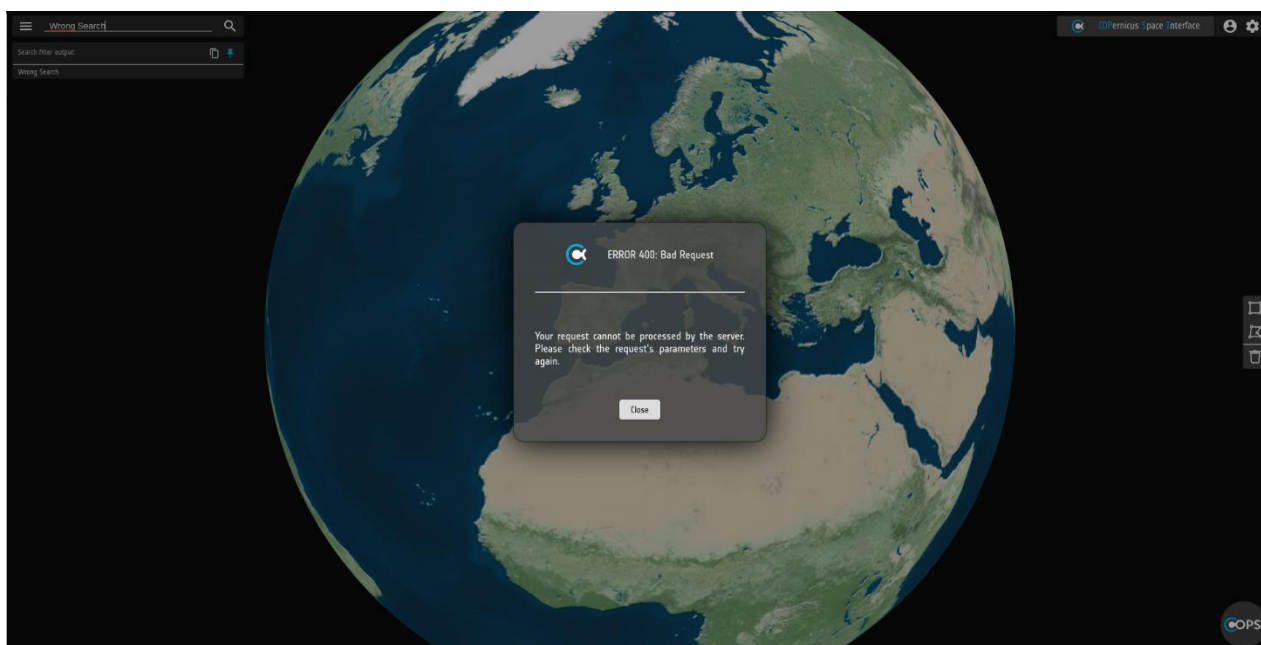 Wrong Search
COPernicus Space Interface
Search filter output:
Wrong Search
ERROR 400: Bad Request
Your request cannot be processed by the server.
Please check the request's parameters and try
again.
Close
COPS